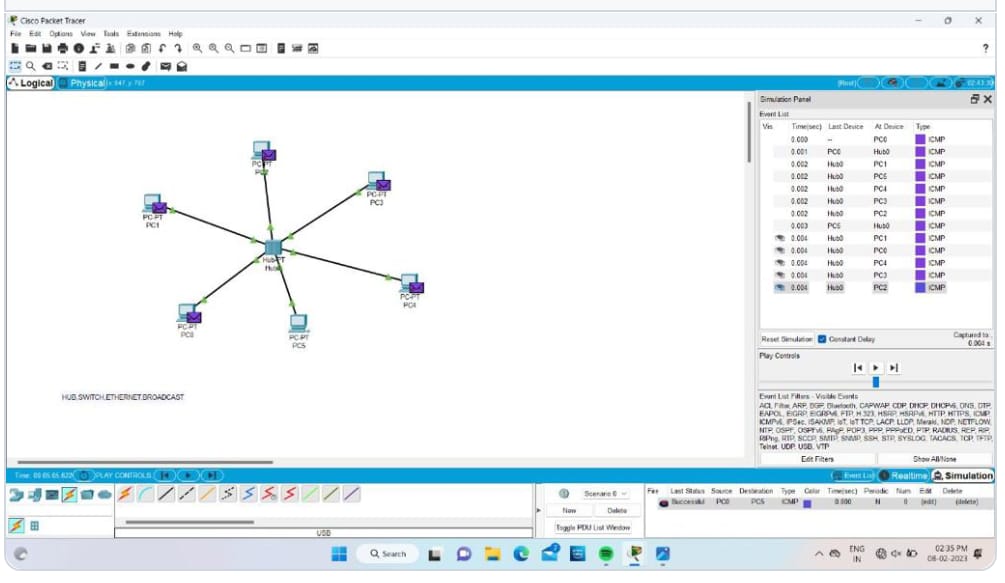 Cisco Packet Tracer
File Edit Options View Tools Extensions Help
?
Logical Physical x: 947 y: 707 [Root] 02:43:30
Simulation Panel
Event List
Vis. Time(sec) Last Device At Device Type
0.000 -- PC0 ICMP
0.001 PC0 Hub0 ICMP
0.002 Hub0 PC1 ICMP
0.002 Hub0 PC5 ICMP
0.002 Hub0 PC4 ICMP
0.002 Hub0 PC3 ICMP
0.002 Hub0 PC2 ICMP
0.003 PC5 Hub0 ICMP
0.004 Hub0 PC1 ICMP
0.004 Hub0 PC0 ICMP
0.004 Hub0 PC4 ICMP
0.004 Hub0 PC3 ICMP
0.004 Hub0 PC2 ICMP
Reset Simulation Constant Delay Captured to:
0.004 s
Play Controls
Event List Filters - Visible Events
ACL Filter, ARP, BGP, Bluetooth, CAPWAP, CDP, DHCP, DHCPv6, DNS, DTP,
EAPOL, EIGRP, EIGRPv6, FTP, H.323, HSRP, HSRPv6, HTTP, HTTPS, ICMP,
ICMPv6, IPSec, ISAKMP, IoT, IoT TCP, LACP, LLDP, Meraki, NDP, NETFLOW,
NTP, OSPF, OSPFv6, PAgP, POP3, PPP, PPPoED, PTP, RADIUS, REP, RIP,
RIPng, RTP, SCCP, SMTP, SNMP, SSH, STP, SYSLOG, TACACS, TCP, TFTP,
Telnet, UDP, USB, VTP
Edit Filters Show All/None
PC-PT
PC-PT
PC3
PC-PT
PC1
Hub-PT
Hub0
PC-PT
PC4
PC-PT
PC0
PC-PT
PC5
HUB,SWITCH,ETHERNET,BROADCAST
PLAY CONTROLS:
Event List Realtime Simulation
Scenario 0
New Delete
Toggle PDU List Window
USB
Fire Last Status Source Destination Type Color Time(sec) Periodic Num Edit Delete
Successful PC0 PC5 ICMP 0.000 N 0 (edit) (delete)
Search
ENG
IN
02:35 PM
08-02-2023